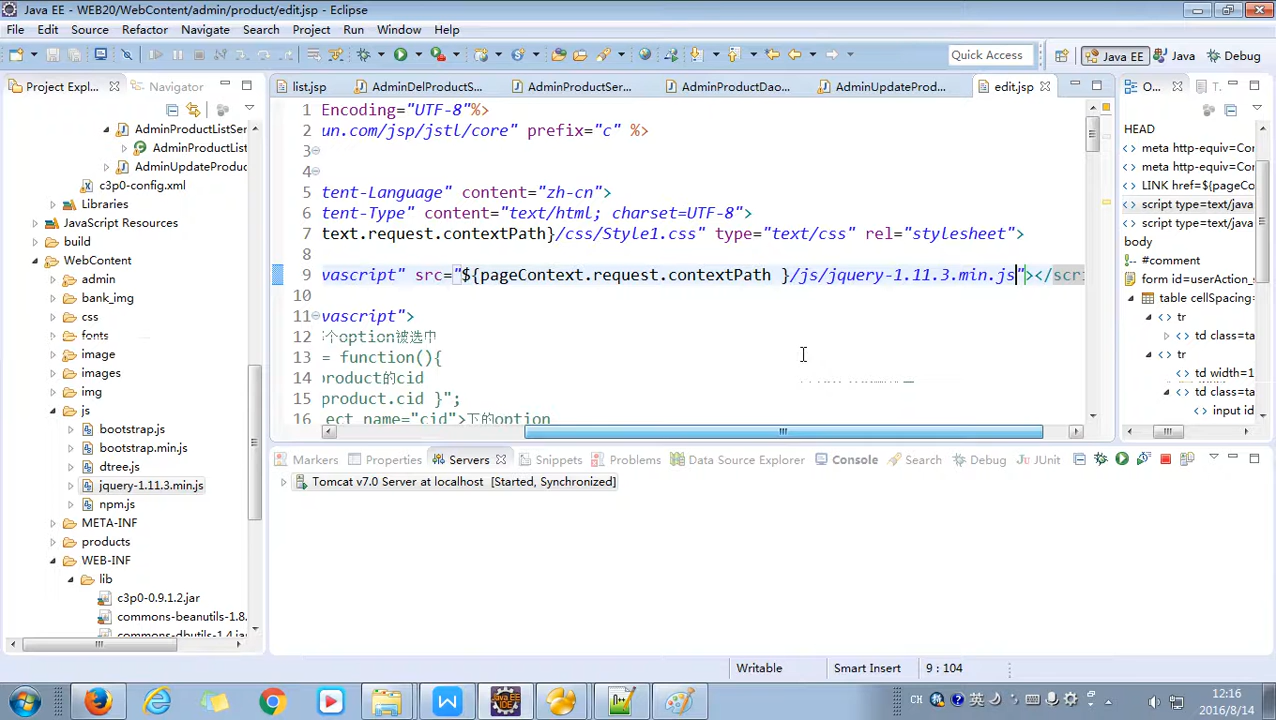 Java EE - WEB20/WebContent/admin/product/edit.jsp - Eclipse
File Edit Source Refactor Navigate Search Project Run Window Help
Quick Access
Java EE
Java
Debug
Project Expl...
Navigator
AdminProductListSer
AdminProductList
AdminUpdateProduc
c3p0-config.xml
Libraries
JavaScript Resources
build
WebContent
admin
bank_img
css
fonts
image
images
img
js
bootstrap.js
bootstrap.min.js
dtree.js
jquery-1.11.3.min.js
npm.js
META-INF
products
WEB-INF
lib
c3p0-0.9.1.2.jar
commons-beanutils-1.8.
commons-dbutils-1.4.jar
list.jsp
AdminDelProductS...
AdminProductSer...
AdminProductDao...
AdminUpdateProd...
edit.jsp
1 Encoding="UTF-8"%>
2 un.com/jsp/jstl/core" prefix="c" %>
3
4
5 tent-Language" content="zh-cn">
6 tent-Type" content="text/html; charset=UTF-8">
7 text.request.contextPath}/css/Style1.css" type="text/css" rel="stylesheet">
8
9 vascript" src="${pageContext.request.contextPath }/js/jquery-1.11.3.min.js"></scri
10
11 vascript">
12 个option被选中
13 = function(){
14 product的cid
15 product.cid }";
16 ect name="cid">下的option
O...
T...
HEAD
meta http-equiv=Cor
meta http-equiv=Cor
LINK href=${pageCo
script type=text/java
script type=text/java
body
#comment
form id=userAction_
table cellSpacing=
tr
td class=ta
tr
td width=1
td class=ta
input id
Markers
Properties
Servers
Snippets
Problems
Data Source Explorer
Console
Search
Debug
JUnit
Tomcat v7.0 Server at localhost [Started, Synchronized]
Writable
Smart Insert
9 : 104
CH
英
12:16
2016/8/14